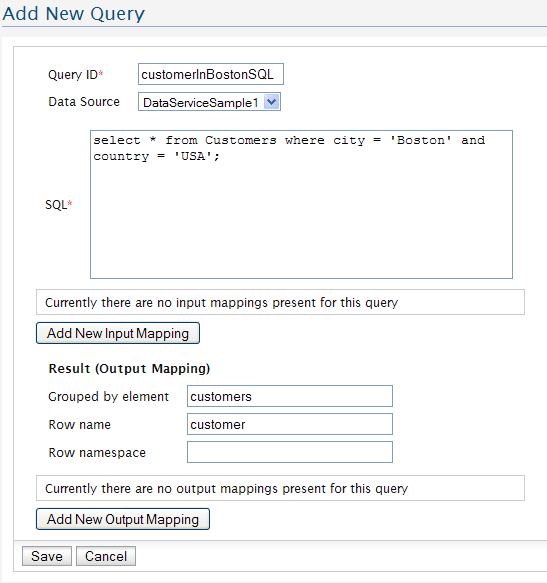 Add New Query
Query ID* customerInBostonSQL
Data Source DataServiceSample1
select * from Customers where city = 'Boston' and
country = 'USA';
SQL*
Currently there are no input mappings present for this query
Add New Input Mapping
Result (Output Mapping)
Grouped by element customers
Row name customer
Row namespace
Currently there are no output mappings present for this query
Add New Output Mapping
Save Cancel